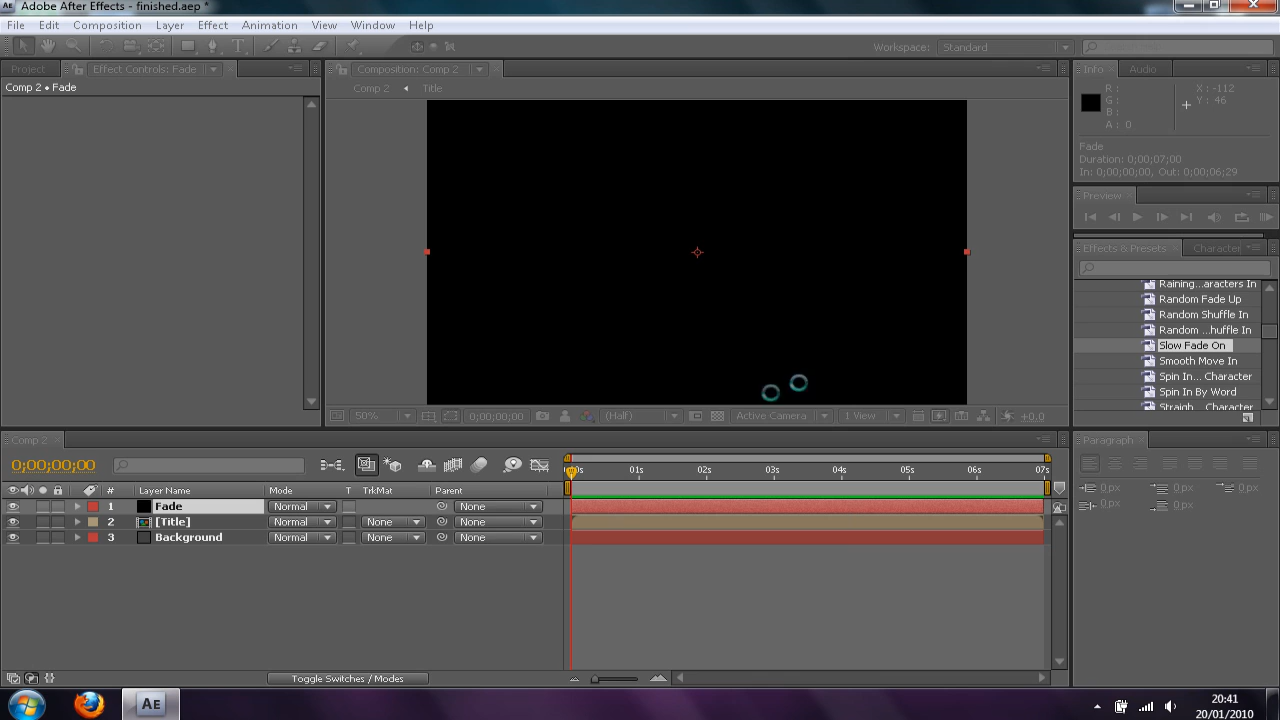 Adobe After Effects - finished.aep *
File Edit Composition Layer Effect Animation View Window Help
Workspace: Standard
Project Effect Controls: Fade Composition: Comp 2 Info Audio
Comp 2 • Fade
Comp 2 Title
R : X : -112
G : Y : 46
B :
A : 0
Fade
Duration: 0;00;07;00
In: 0;00;00;00, Out: 0;00;06;29
Preview
Effects & Presets Character
Raining...aracters In
Random Fade Up
Random Shuffle In
Random ...huffle In
Slow Fade On
Smooth Move In
Spin In... Character
Spin In By Word
Straigh... Character
50% 0;00;00;00 (Half) Active Camera 1 View +0.0
Comp 2 Paragraph
0;00;00;00 :00s 01s 02s 03s 04s 05s 06s 07s
# Layer Name Mode T TrkMat Parent
0 px 0 px 0 px
0 px 0 px
1 Fade Normal None
2 [Title] Normal None None
3 Background Normal None None
Toggle Switches / Modes
AE
20:41
20/01/2010